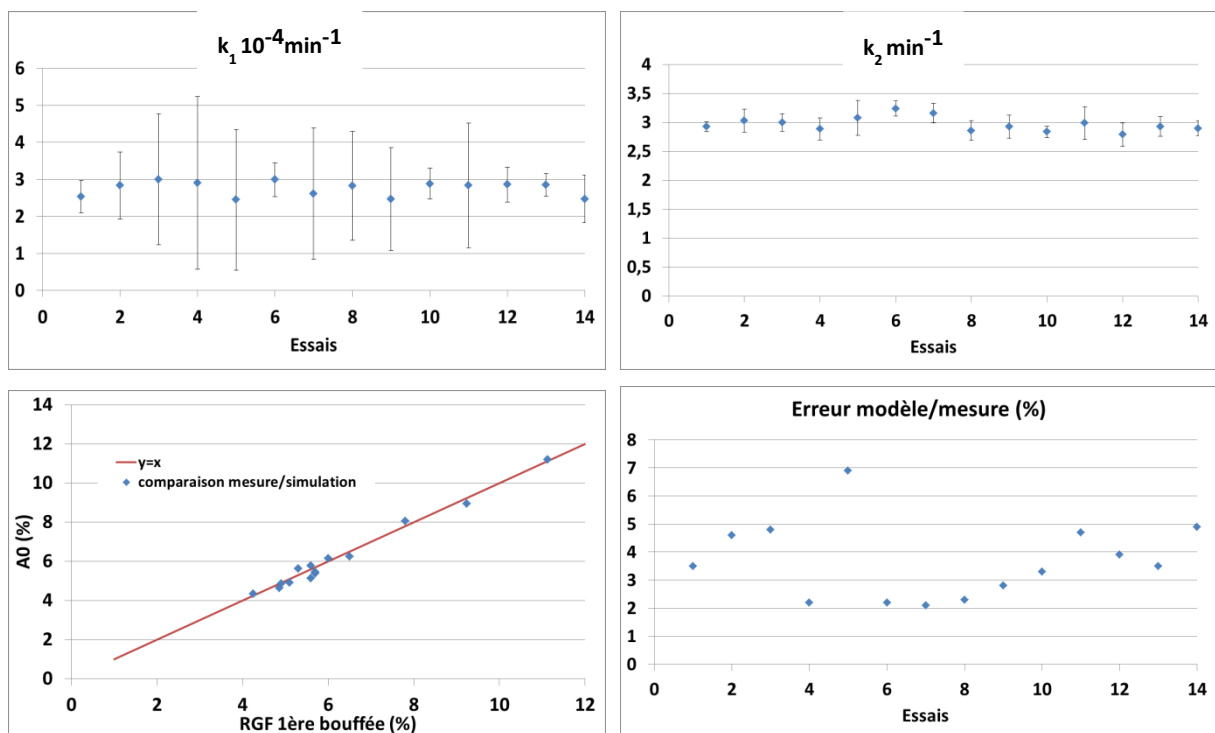 k₁ 10⁻⁴ min⁻¹
6
5
4
3
2
1
0
0 2 4 6 8 10 12 14
Essais
k₂ min⁻¹
4
3,5
3
2,5
2
1,5
1
0,5
0
0 2 4 6 8 10 12 14
Essais
14
12
10
8
6
4
2
0
A0 (%)
y=x
comparaison mesure/simulation
0 2 4 6 8 10 12
RGF 1ère bouffée (%)
Erreur modèle/mesure (%)
8
7
6
5
4
3
2
1
0
0 2 4 6 8 10 12 14
Essais